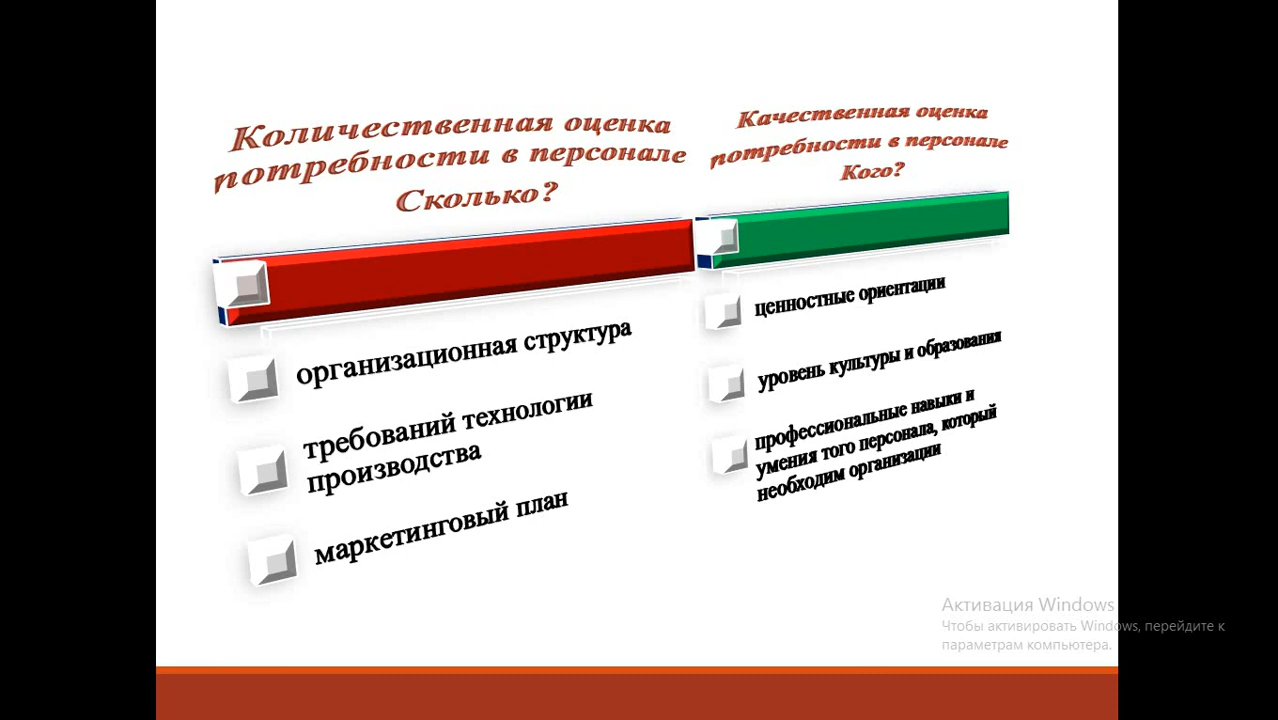 Количественная оценка
потребности в персонале
Сколько?
организационная структура
требований технологии
производства
маркетинговый план
Качественная оценка
потребности в персонале
Кого?
ценностные ориентации
уровень культуры и образования
профессиональные навыки и
умения того персонала, который
необходим организации
Активация Windows
Чтобы активировать Windows, перейдите к
параметрам компьютера.